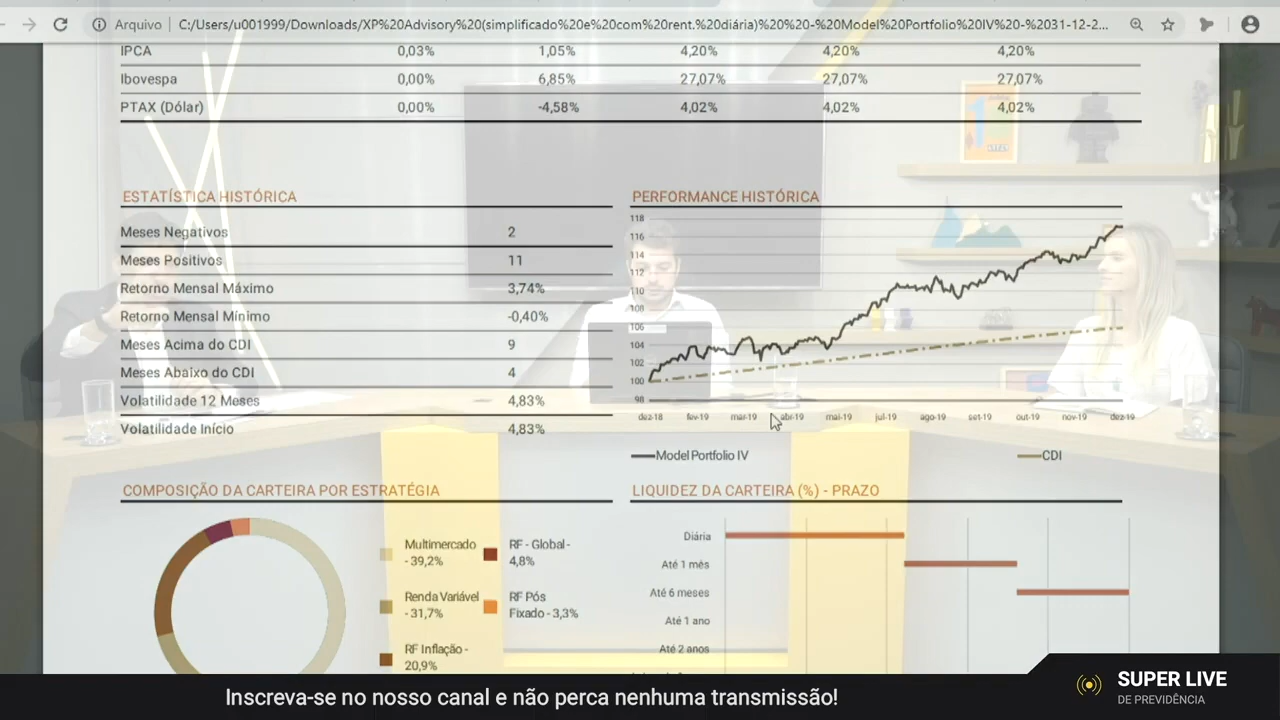 Arquivo | C:/Users/u001999/Downloads/XP%20Advisory%20(simplificado%20e%20com%20rent.%20diária)%20%20-%20Model%20Portfolio%20IV%20-%2031-12-2...
IPCA 0,03% 1,05% 4,20% 4,20% 4,20%
Ibovespa 0,00% 6,85% 27,07% 27,07% 27,07%
PTAX (Dólar) 0,00% -4,58% 4,02% 4,02% 4,02%
ESTATÍSTICA HISTÓRICA
Meses Negativos 2
Meses Positivos 11
Retorno Mensal Máximo 3,74%
Retorno Mensal Mínimo -0,40%
Meses Acima do CDI 9
Meses Abaixo do CDI 4
Volatilidade 12 Meses 4,83%
Volatilidade Início 4,83%
PERFORMANCE HISTÓRICA
118
116
114
112
110
108
106
104
102
100
98
dez-18 fev-19 mar-19 abr-19 mai-19 jul-19 ago-19 set-19 out-19 nov-19 dez-19
Model Portfolio IV CDI
COMPOSIÇÃO DA CARTEIRA POR ESTRATÉGIA
Multimercado
- 39,2%
RF - Global -
4,8%
Renda Variável
- 31,7%
RF Pós
Fixado - 3,3%
RF Inflação -
20,9%
LIQUIDEZ DA CARTEIRA (%) - PRAZO
Diária
Até 1 mês
Até 6 meses
Até 1 ano
Até 2 anos
Inscreva-se no nosso canal e não perca nenhuma transmissão!
SUPER LIVE
DE PREVIDÊNCIA